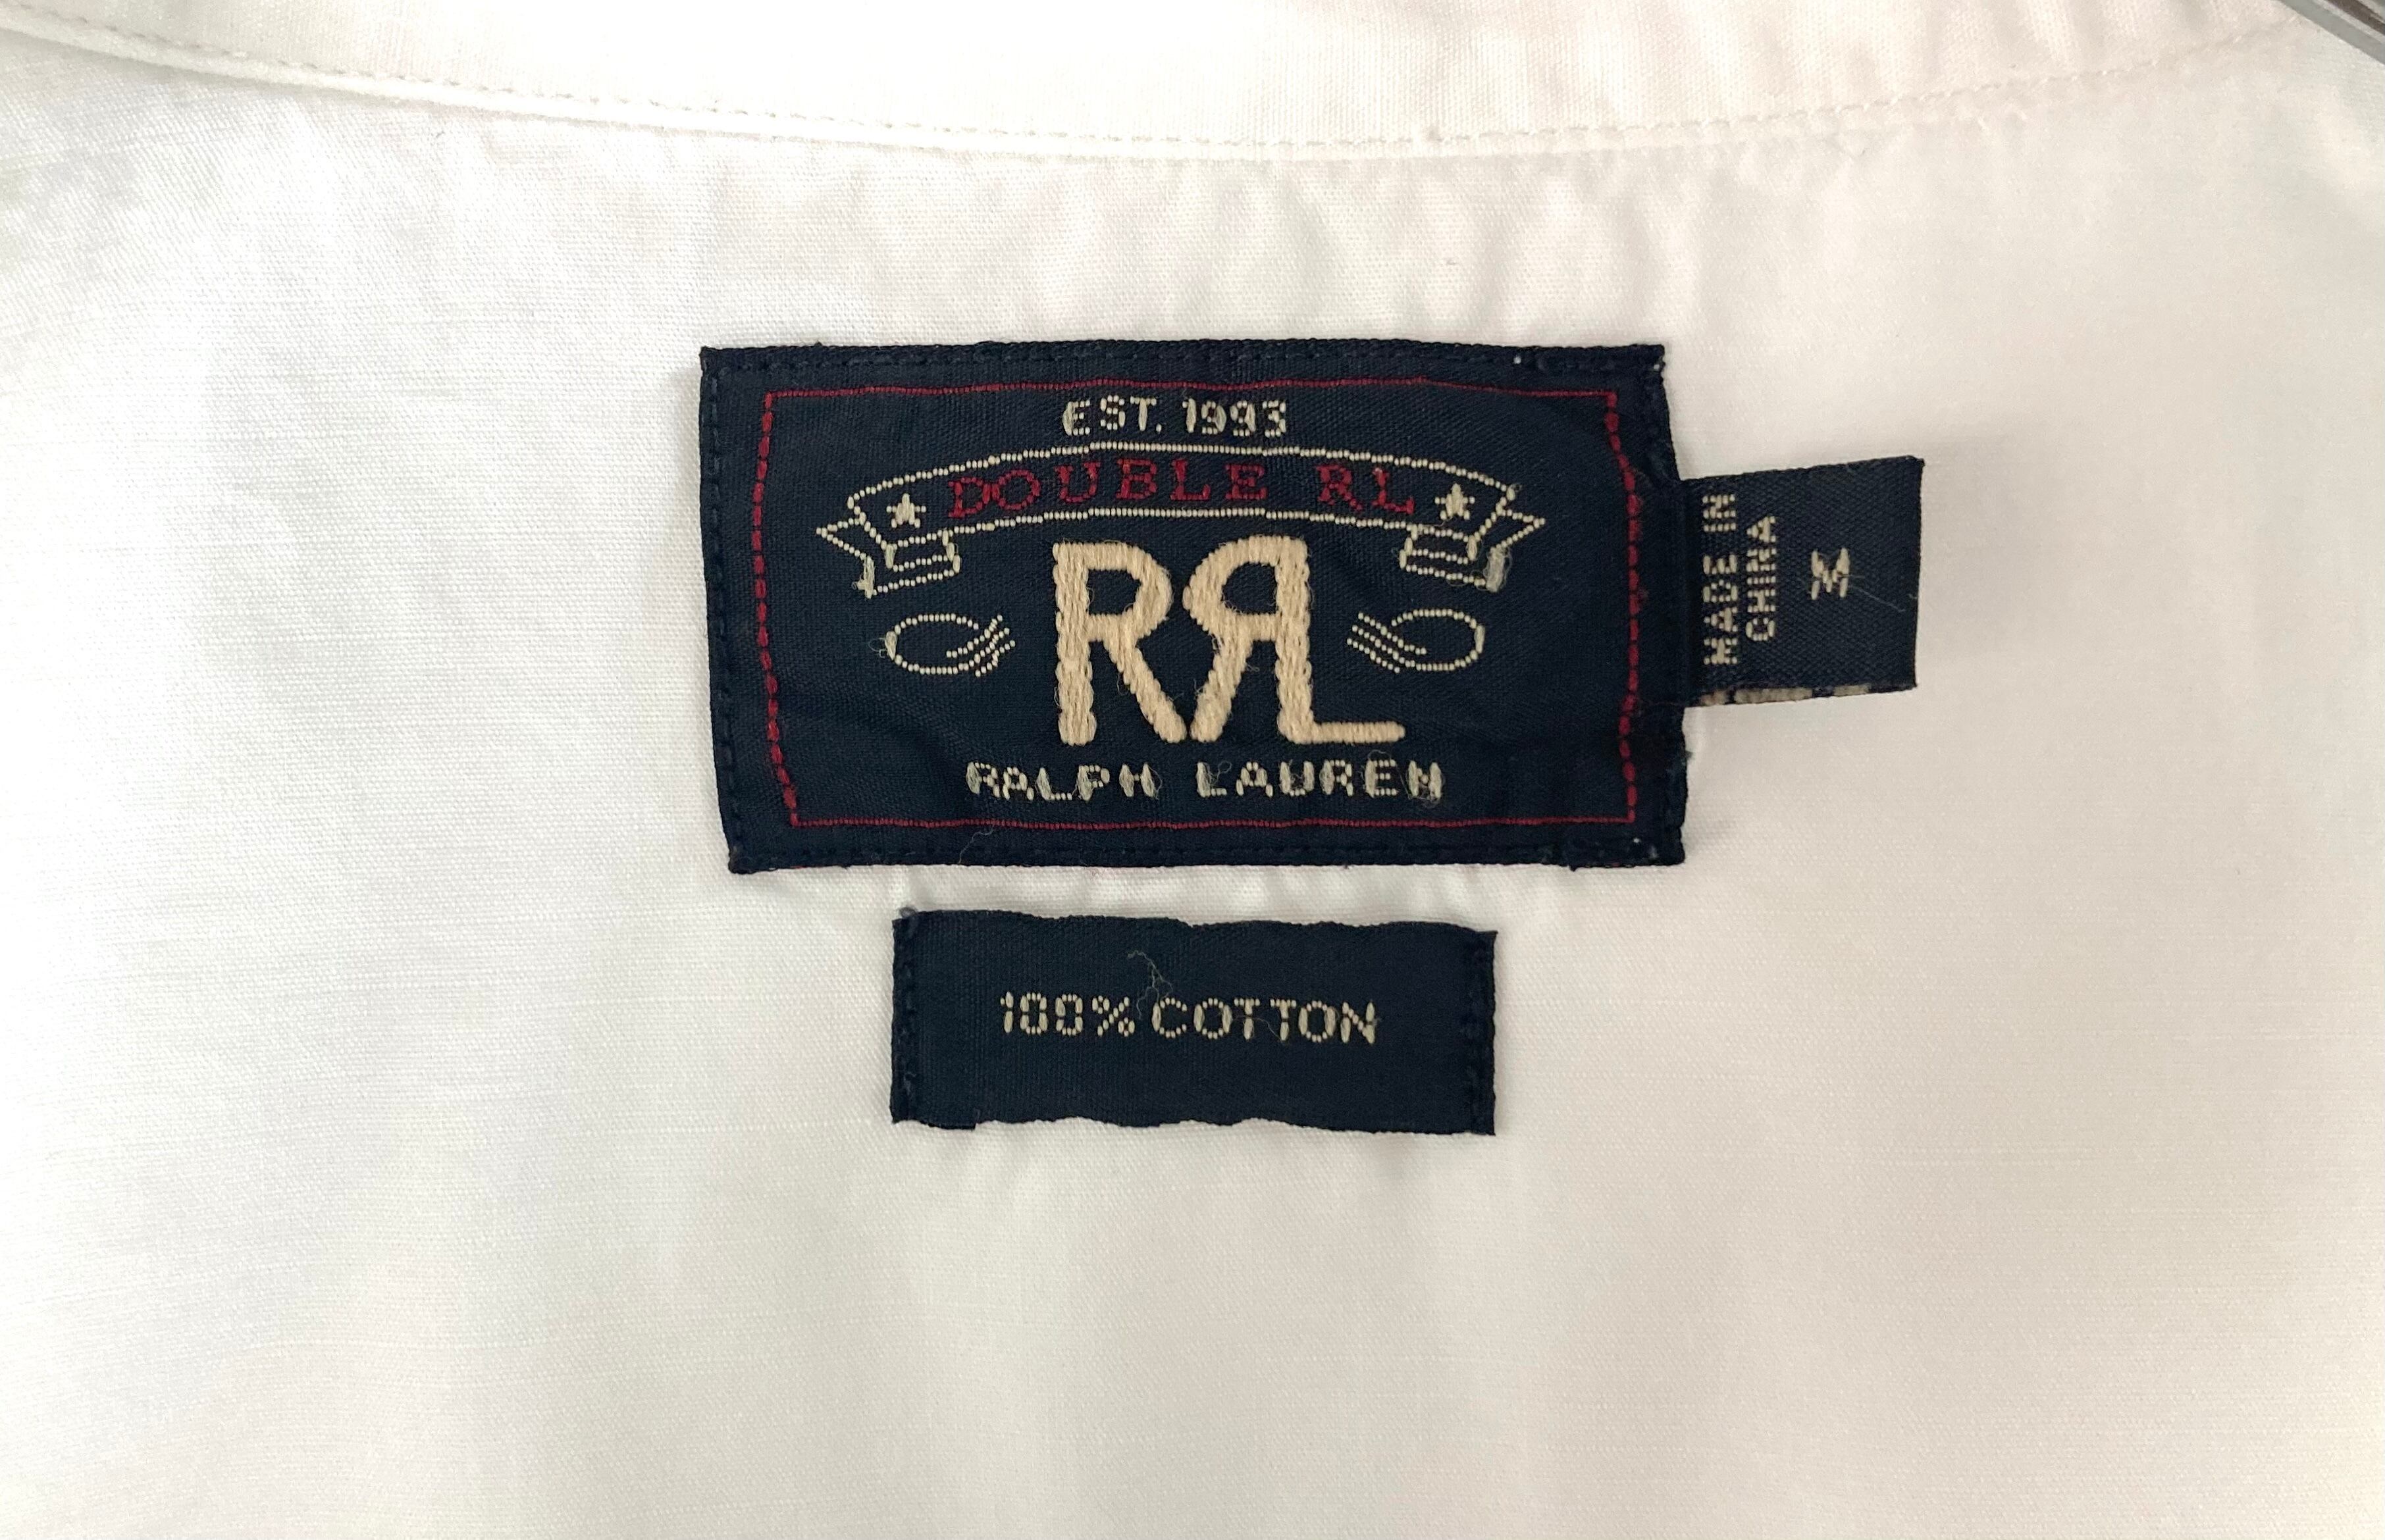 EST. 1993
DOUBLE RL
RRL
RALPH LAUREN
MADE IN
CHINA
M
100% COTTON